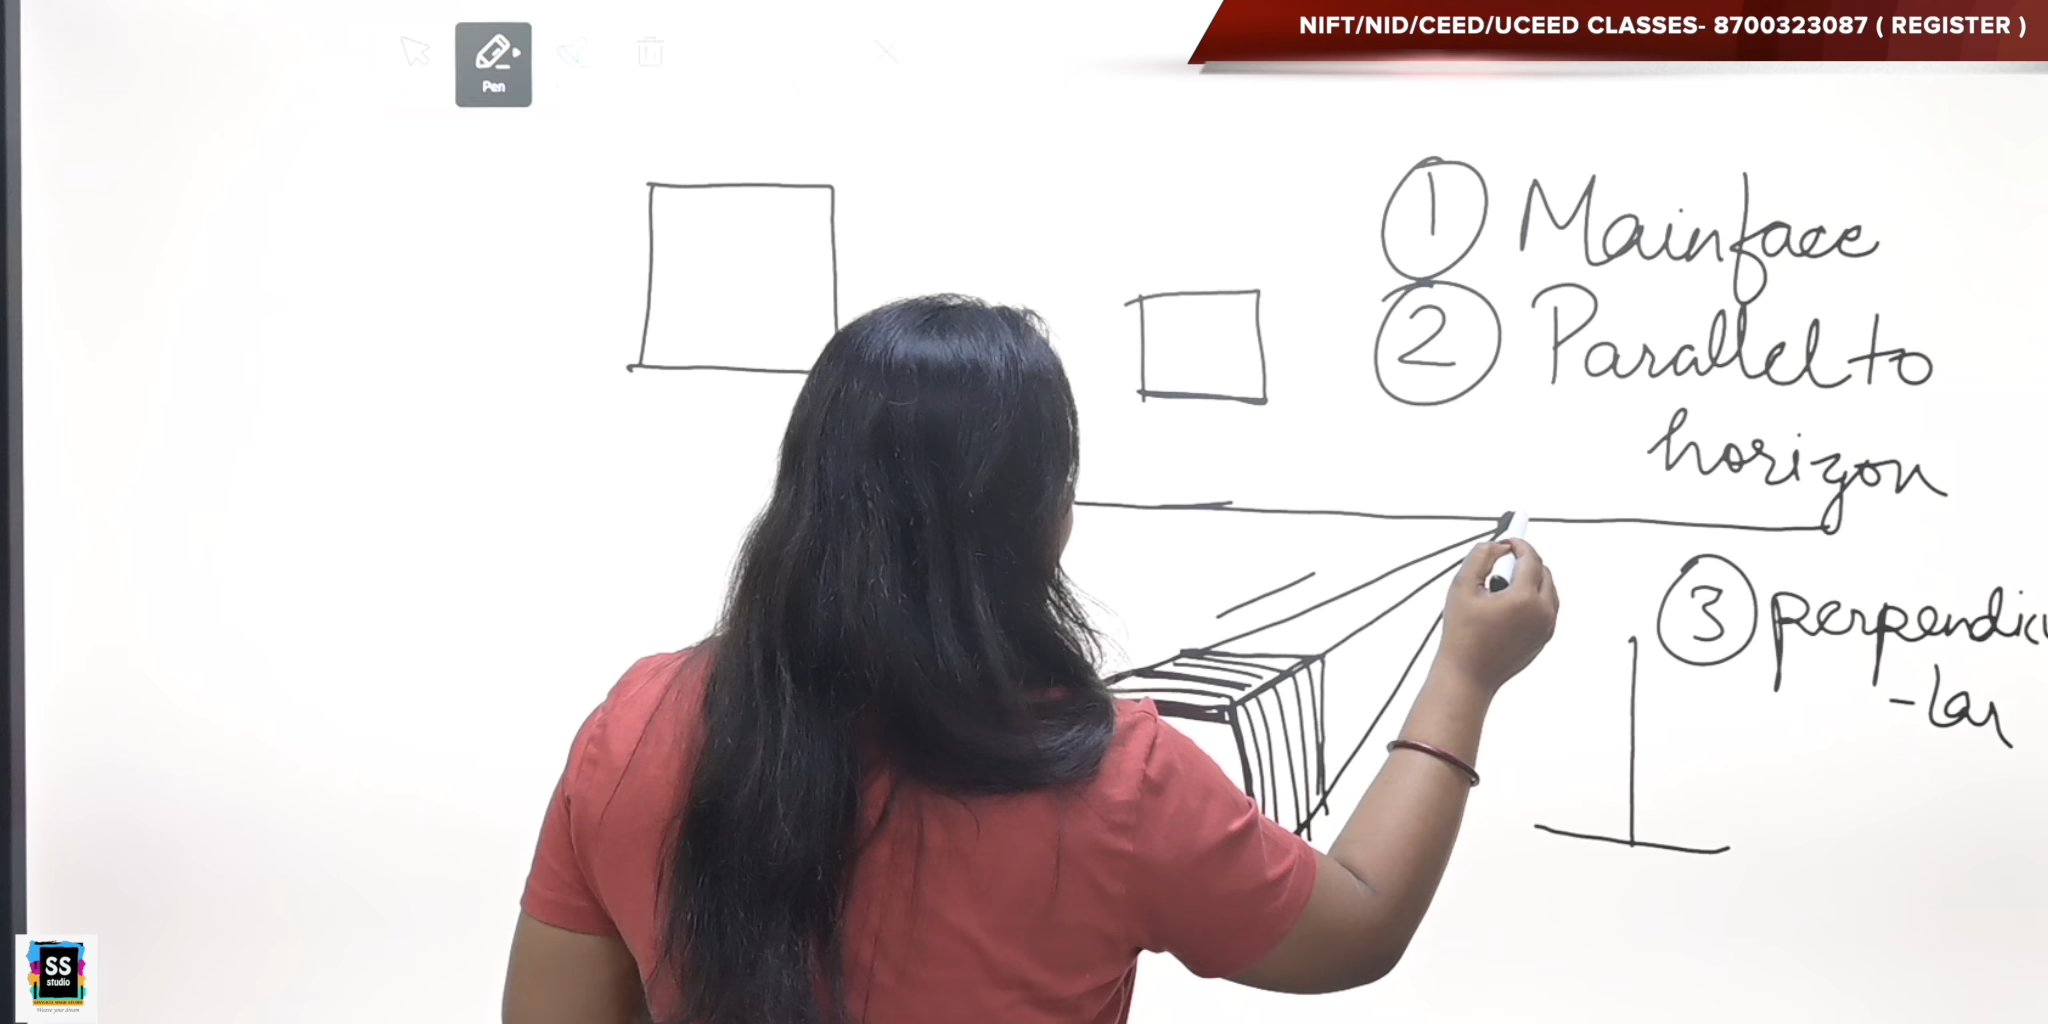 NIFT/NID/CEED/UCEED CLASSES- 8700323087 ( REGISTER )
Pen
1 Mainface
2 Parallel to
horizon
3 perpendicu
-lar
SS
studio